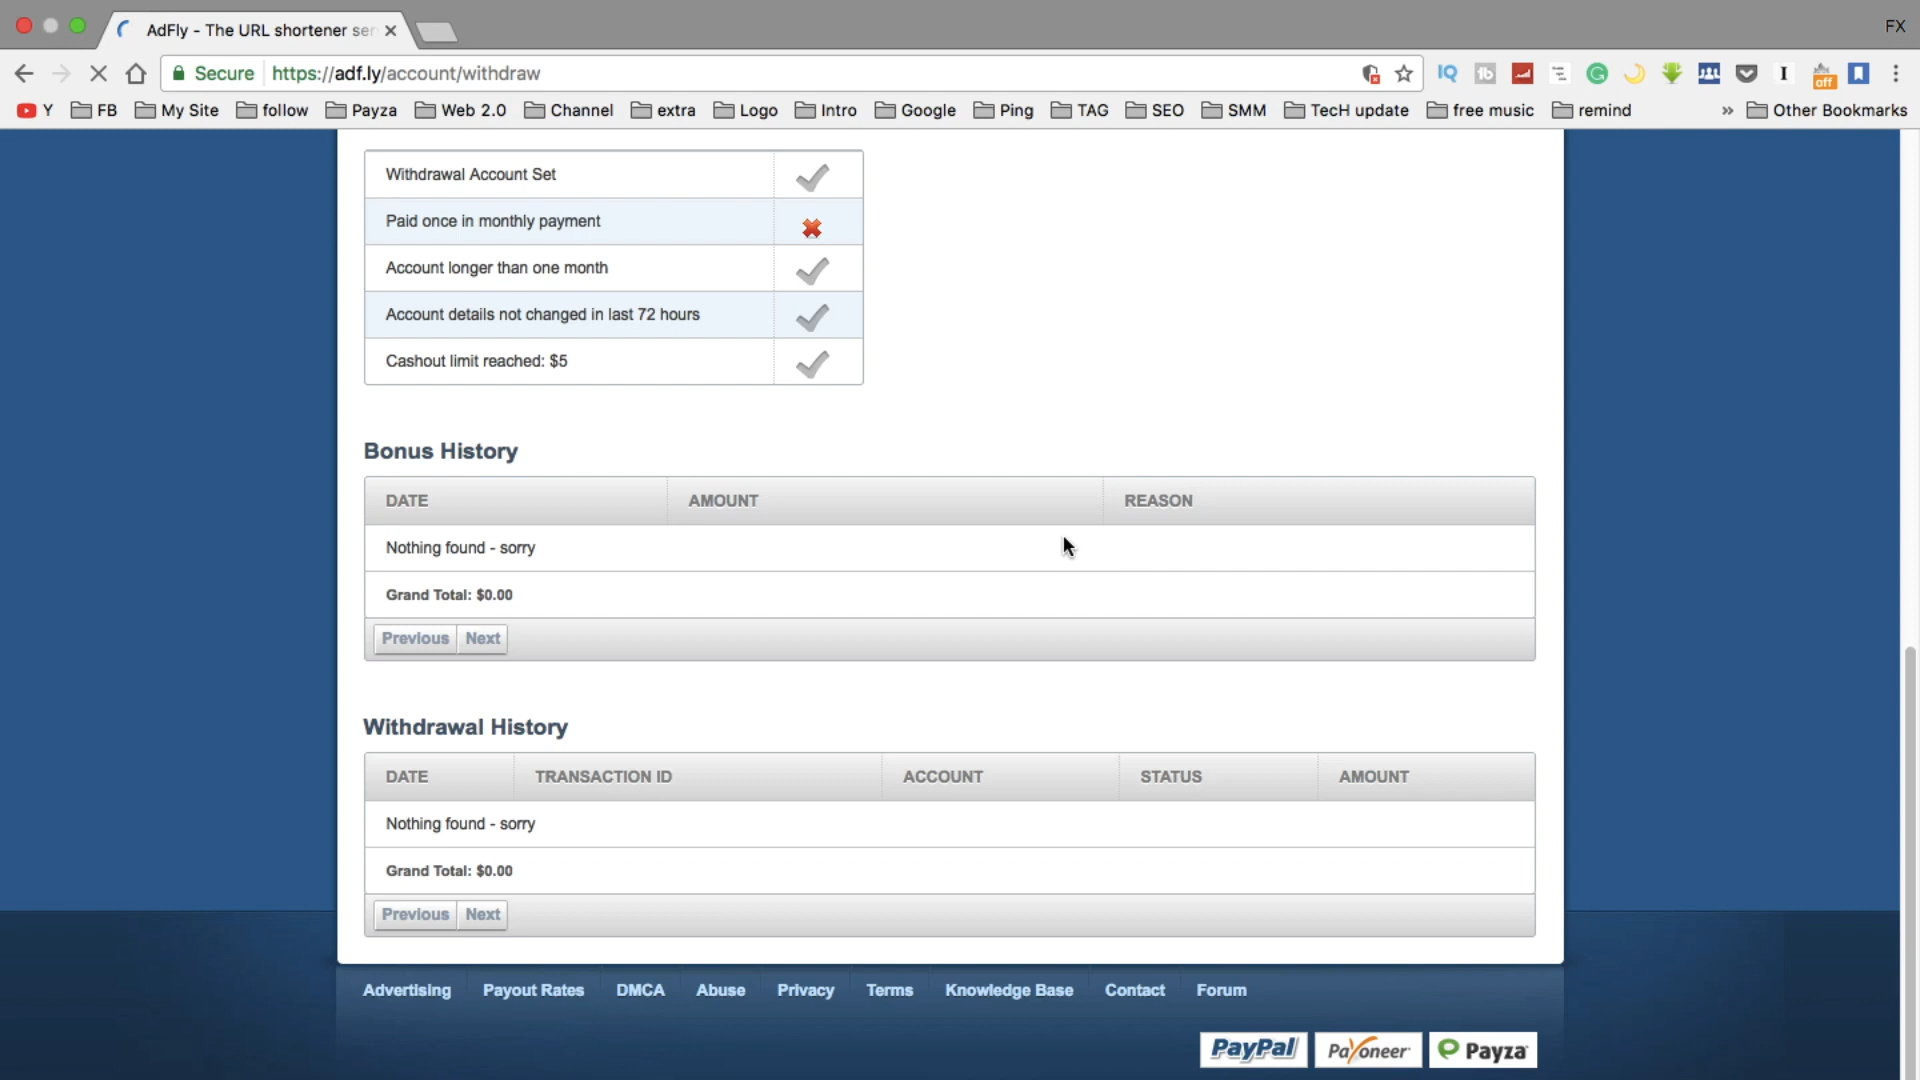 AdFly - The URL shortener ser
FX
Secure https://adf.ly/account/withdraw
IQ tb G I off
Y FB My Site follow Payza Web 2.0 Channel extra Logo Intro Google Ping TAG SEO SMM TecH update free music remind » Other Bookmarks
Withdrawal Account Set
Paid once in monthly payment
Account longer than one month
Account details not changed in last 72 hours
Cashout limit reached: $5
Bonus History
DATE AMOUNT REASON
Nothing found - sorry
Grand Total: $0.00
Previous Next
Withdrawal History
DATE TRANSACTION ID ACCOUNT STATUS AMOUNT
Nothing found - sorry
Grand Total: $0.00
Previous Next
Advertising Payout Rates DMCA Abuse Privacy Terms Knowledge Base Contact Forum
PayPal Payoneer Payza